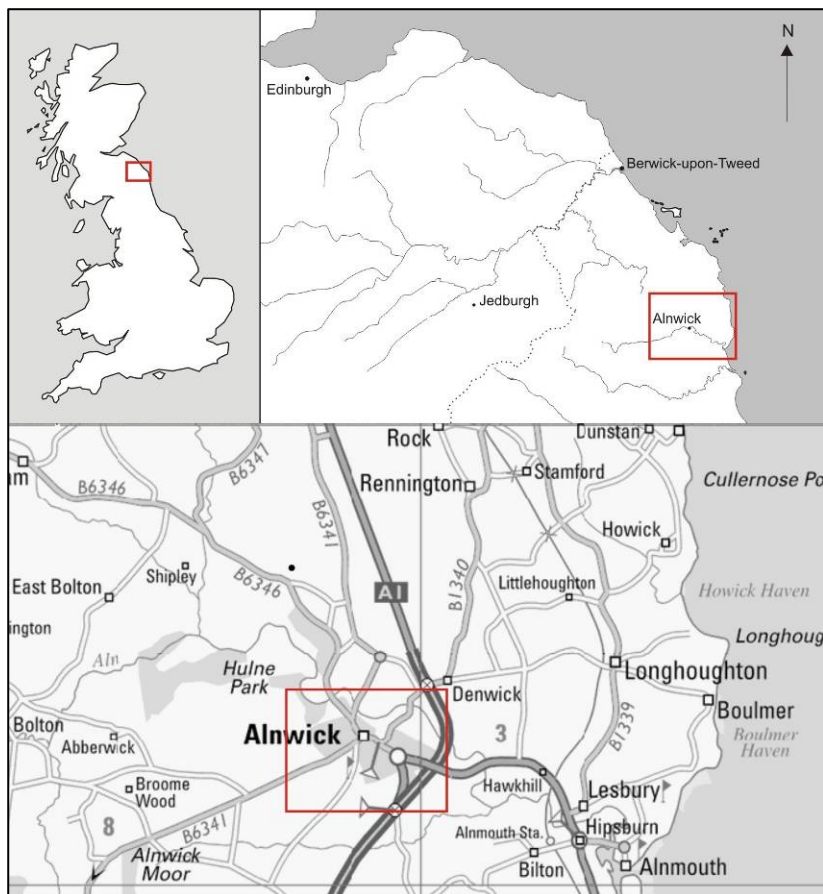 N
Edinburgh
Berwick-upon-Tweed
Jedburgh
Alnwick
Rock
Dunstan
am
B6346
B6347
B6341
Rennington
Stamford
Cullernose Po
Howick
A1
B1340
Shipley
B6346
East Bolton
Littlehoughton
Howick Haven
ington
Aln
Hulne
Park
Longhoug
Longhoughton
Denwick
Boulmer
Bolton
Abberwick
Alnwick
3
B1339
Boulmer
Haven
Broome
Wood
Hawkhill
Lesbury
8
B6341
Alnmouth Sta.
Hipsburn
Alnwick
Moor
Bilton
Alnmouth